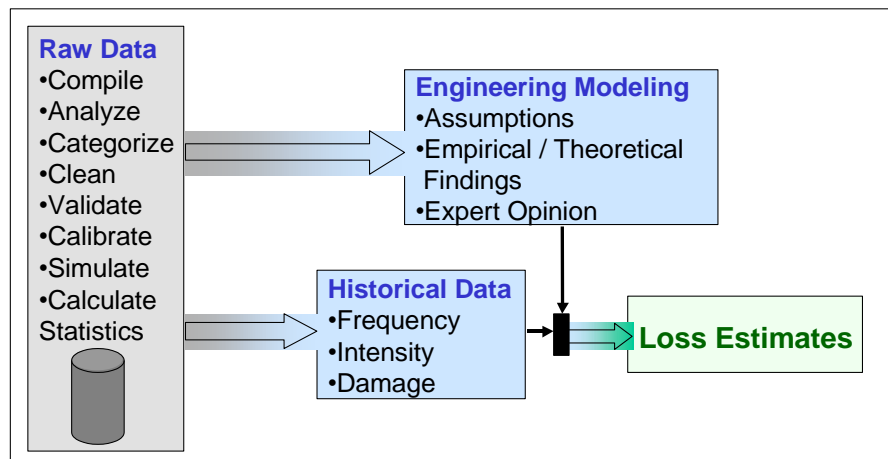 Raw Data
•Compile
•Analyze
•Categorize
•Clean
•Validate
•Calibrate
•Simulate
•Calculate
Statistics
Engineering Modeling
•Assumptions
•Empirical / Theoretical
Findings
•Expert Opinion
Historical Data
•Frequency
•Intensity
•Damage
Loss Estimates